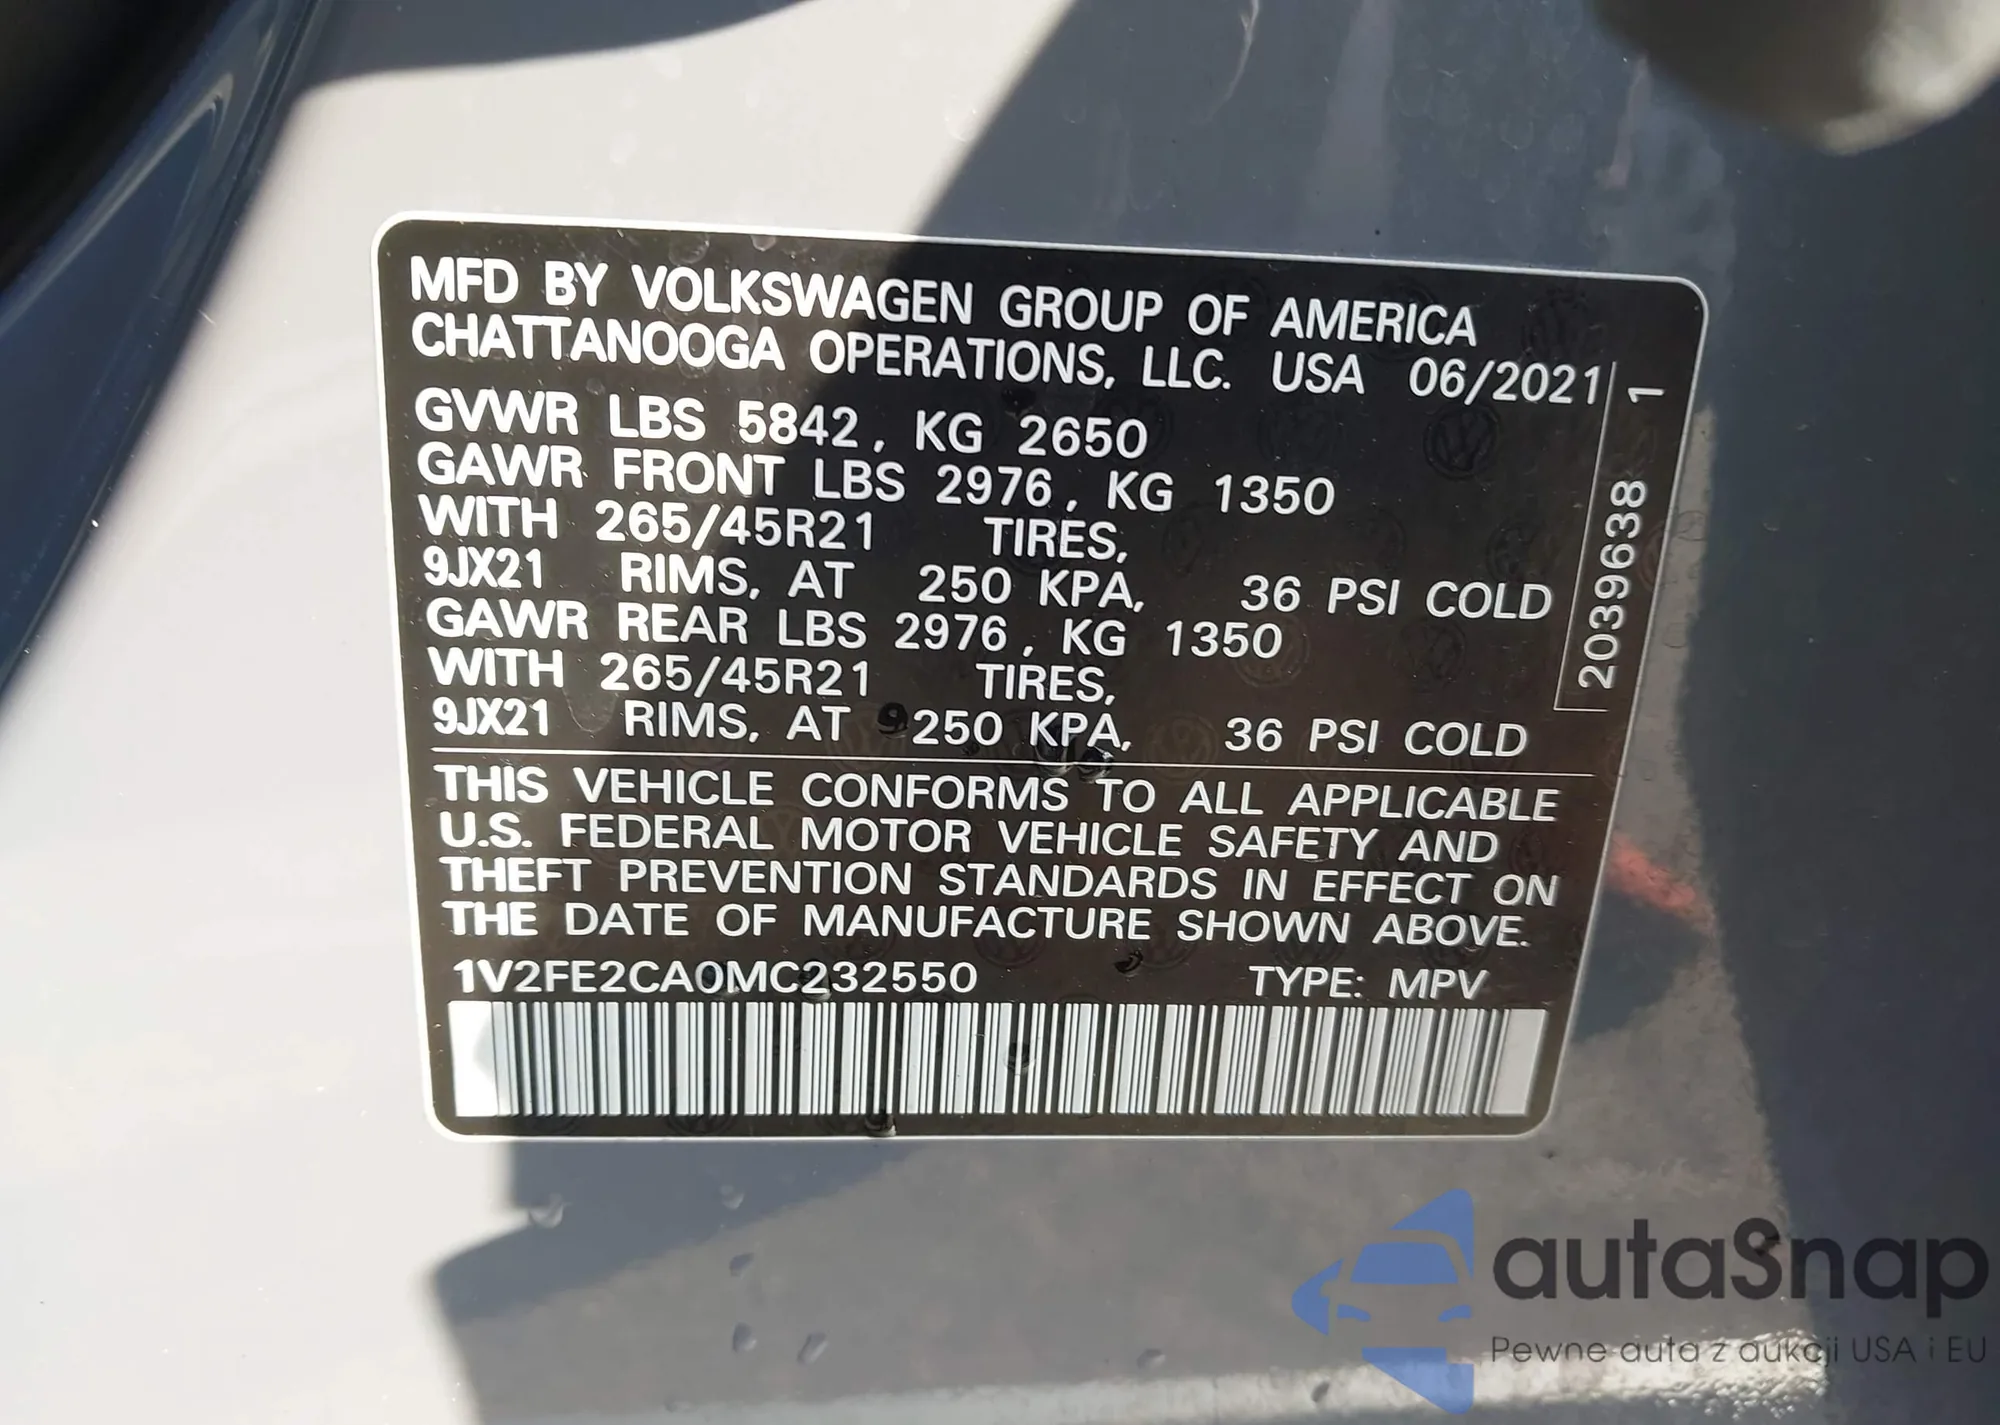 MFD BY VOLKSWAGEN GROUP OF AMERICA
CHATTANOOGA OPERATIONS, LLC. USA 06/2021
GVWR LBS 5842, KG 2650
GAWR FRONT LBS 2976, KG 1350
WITH 265/45R21 TIRES,
9JX21 RIMS, AT 250 KPA, 36 PSI COLD
GAWR REAR LBS 2976, KG 1350
WITH 265/45R21 TIRES,
9JX21 RIMS, AT 250 KPA, 36 PSI COLD
2039638 1
THIS VEHICLE CONFORMS TO ALL APPLICABLE
U.S. FEDERAL MOTOR VEHICLE SAFETY AND
THEFT PREVENTION STANDARDS IN EFFECT ON
THE DATE OF MANUFACTURE SHOWN ABOVE.
1V2FE2CA0MC232550 TYPE: MPV
autaSnap
Pewne auta z aukcji USA i EU